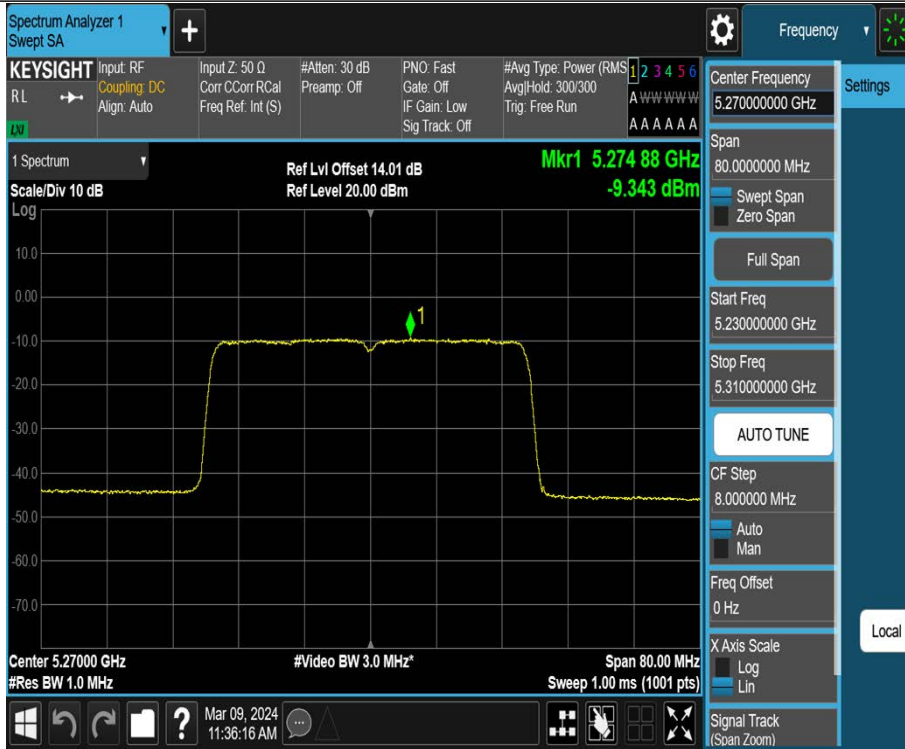 Spectrum Analyzer 1
Swept SA
+
Frequency
KEYSIGHT
Input: RF
Input Z: 50 Ω
#Atten: 30 dB
PNO: Fast
#Avg Type: Power (RMS
1 2 3 4 5 6
R L
Coupling: DC
Corr CCorr RCal
Preamp: Off
Gate: Off
Avg|Hold: 300/300
A W W W W W
Align: Auto
Freq Ref: Int (S)
IF Gain: Low
Trig: Free Run
LXI
Sig Track: Off
A A A A A A
1 Spectrum
Ref Lvl Offset 14.01 dB
Mkr1 5.274 88 GHz
Scale/Div 10 dB
Ref Level 20.00 dBm
-9.343 dBm
Log
10.0
0.00
-10.0
-20.0
-30.0
-40.0
-50.0
-60.0
-70.0
1
Center 5.27000 GHz
#Video BW 3.0 MHz*
Span 80.00 MHz
#Res BW 1.0 MHz
Sweep 1.00 ms (1001 pts)
?
Mar 09, 2024
11:36:16 AM
Center Frequency
5.270000000 GHz
Settings
Span
80.0000000 MHz
Swept Span
Zero Span
Full Span
Start Freq
5.230000000 GHz
Stop Freq
5.310000000 GHz
AUTO TUNE
CF Step
8.000000 MHz
Auto
Man
Freq Offset
0 Hz
Local
X Axis Scale
Log
Lin
Signal Track
(Span Zoom)